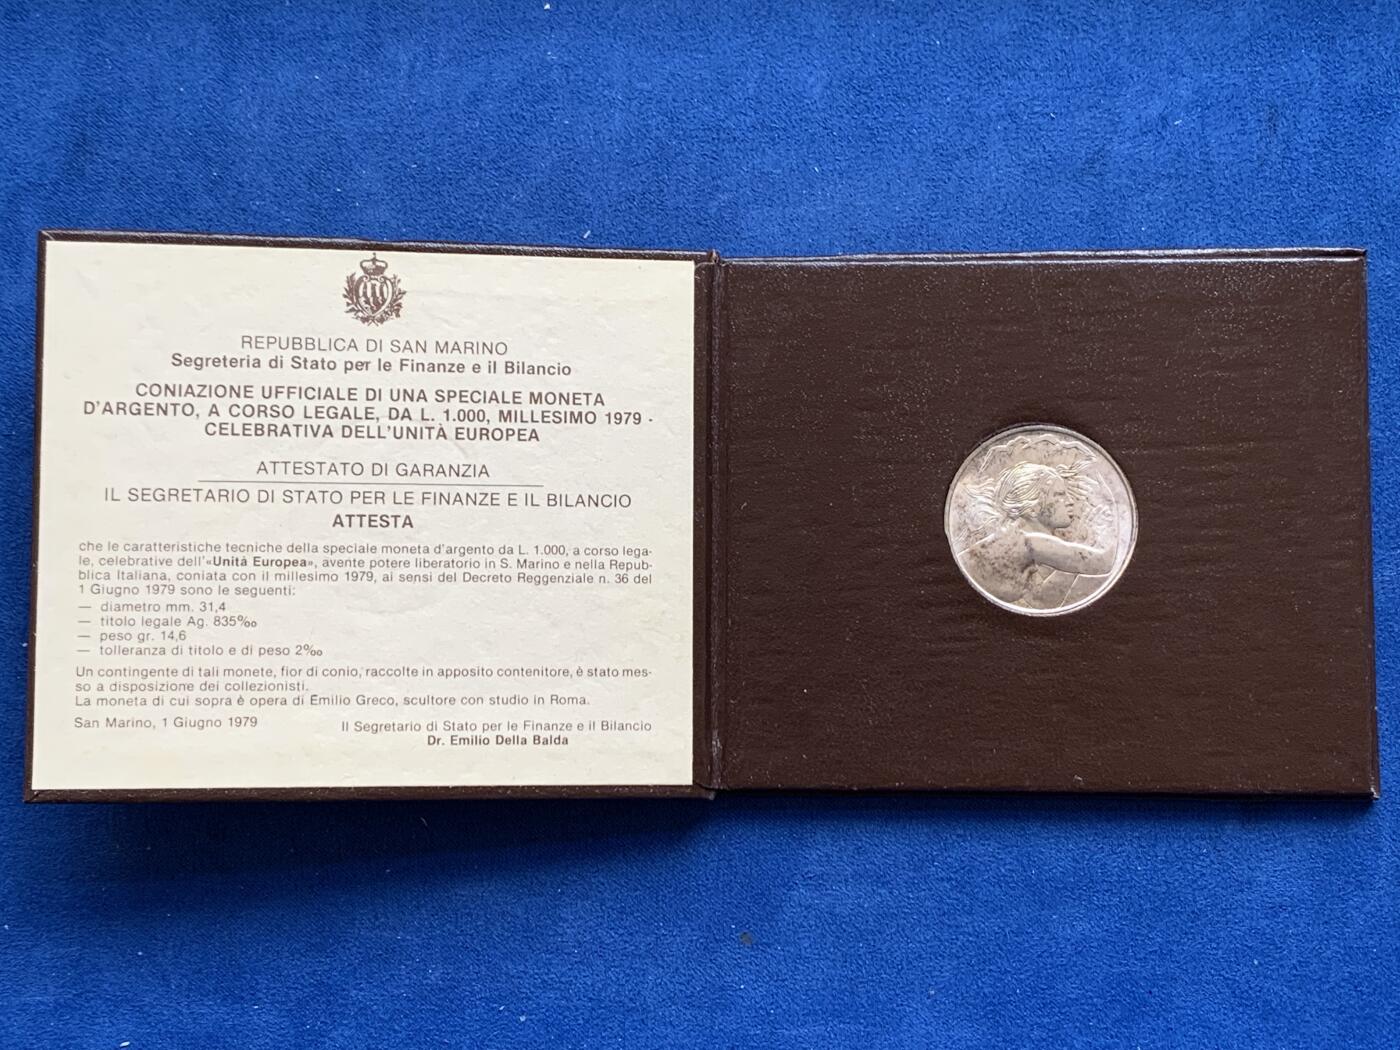 REPUBBLICA DI SAN MARINO
Segreteria di Stato per le Finanze e il Bilancio
CONIAZIONE UFFICIALE DI UNA SPECIALE MONETA
D'ARGENTO, A CORSO LEGALE, DA L. 1.000, MILLESIMO 1979 -
CELEBRATIVA DELL'UNITÀ EUROPEA
ATTESTATO DI GARANZIA
IL SEGRETARIO DI STATO PER LE FINANZE E IL BILANCIO
ATTESTA
che le caratteristiche tecniche della speciale moneta d'argento da L. 1.000, a corso lega-
le, celebrative dell'«Unità Europea», avente potere liberatorio in S. Marino e nella Repub-
blica Italiana, coniata con il millesimo 1979, ai sensi del Decreto Reggenziale n. 36 del
1 Giugno 1979 sono le seguenti:
— diametro mm. 31,4
— titolo legale Ag. 835‰
— peso gr. 14,6
— tolleranza di titolo e di peso 2‰
Un contingente di tali monete, fior di conio, raccolte in apposito contenitore, è stato mes-
so a disposizione dei collezionisti.
La moneta di cui sopra è opera di Emilio Greco, scultore con studio in Roma.
San Marino, 1 Giugno 1979
Il Segretario di Stato per le Finanze e il Bilancio
Dr. Emilio Della Balda